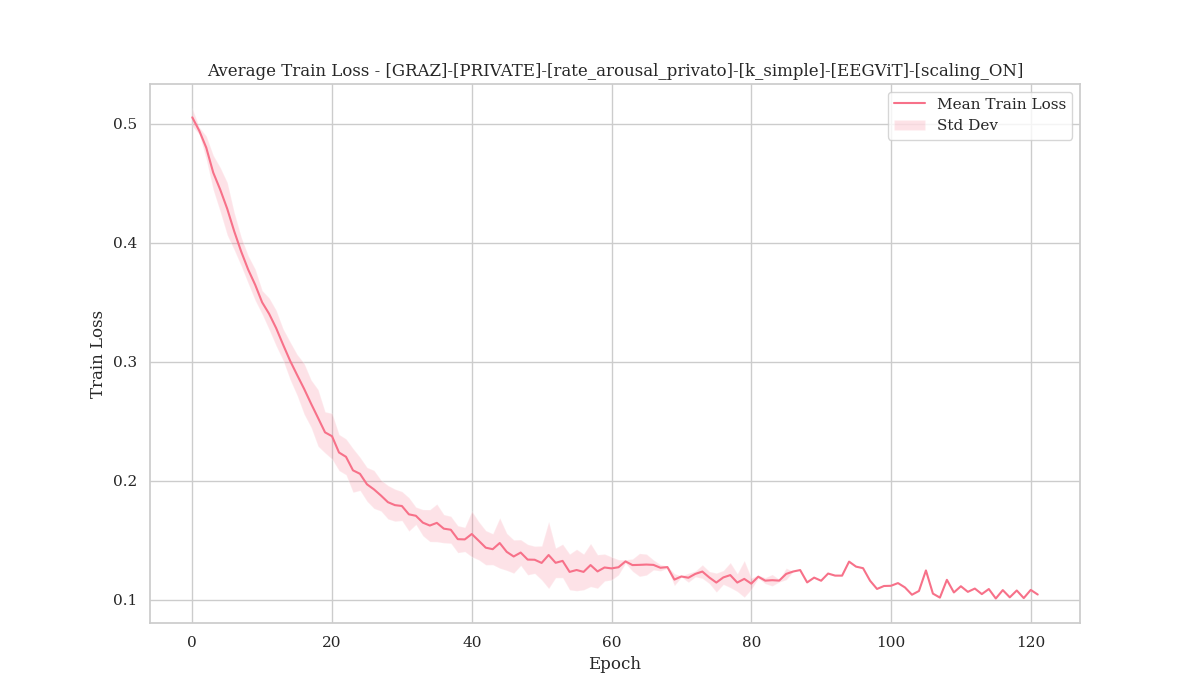 Average Train Loss - [GRAZ]-[PRIVATE]-[rate_arousal_privato]-[k_simple]-[EEGViT]-[scaling_ON]
Mean Train Loss
Std Dev
0.5
0.4
0.3
0.2
0.1
Train Loss
0 20 40 60 80 100 120
Epoch